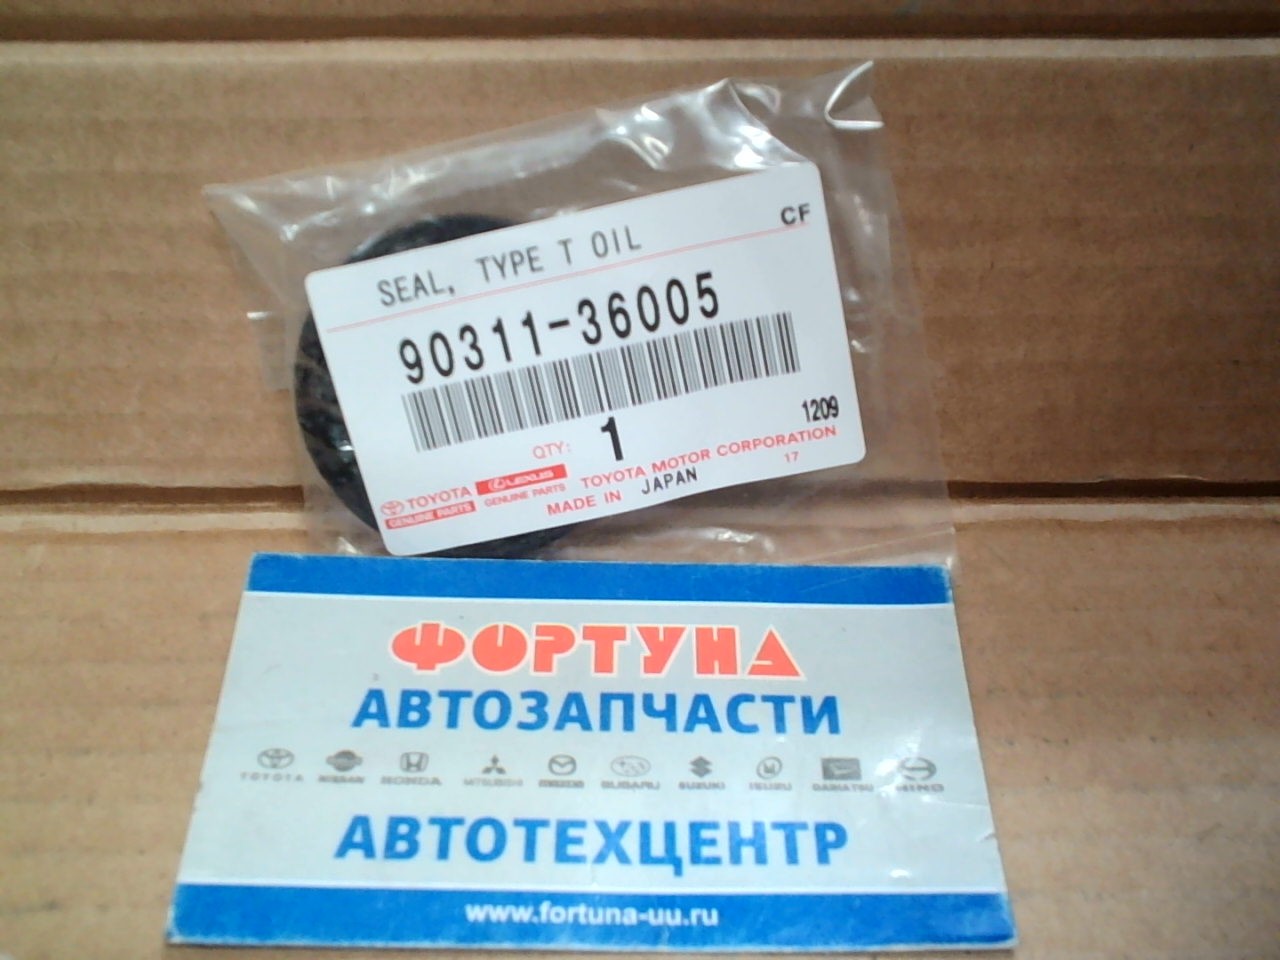 CF
SEAL, TYPE T OIL
90311-36005
QTY: 1
1209
TOYOTA
GENUINE PARTS
LEXUS
GENUINE PARTS
TOYOTA MOTOR CORPORATION
MADE IN JAPAN
17
ФОРТУНА
АВТОЗАПЧАСТИ
TOYOTA NISSAN HONDA MITSUBISHI MAZDA SUBARU SUZUKI ISUZU DAIHATSU HINO
АВТОТЕХЦЕНТР
www.fortuna-uu.ru